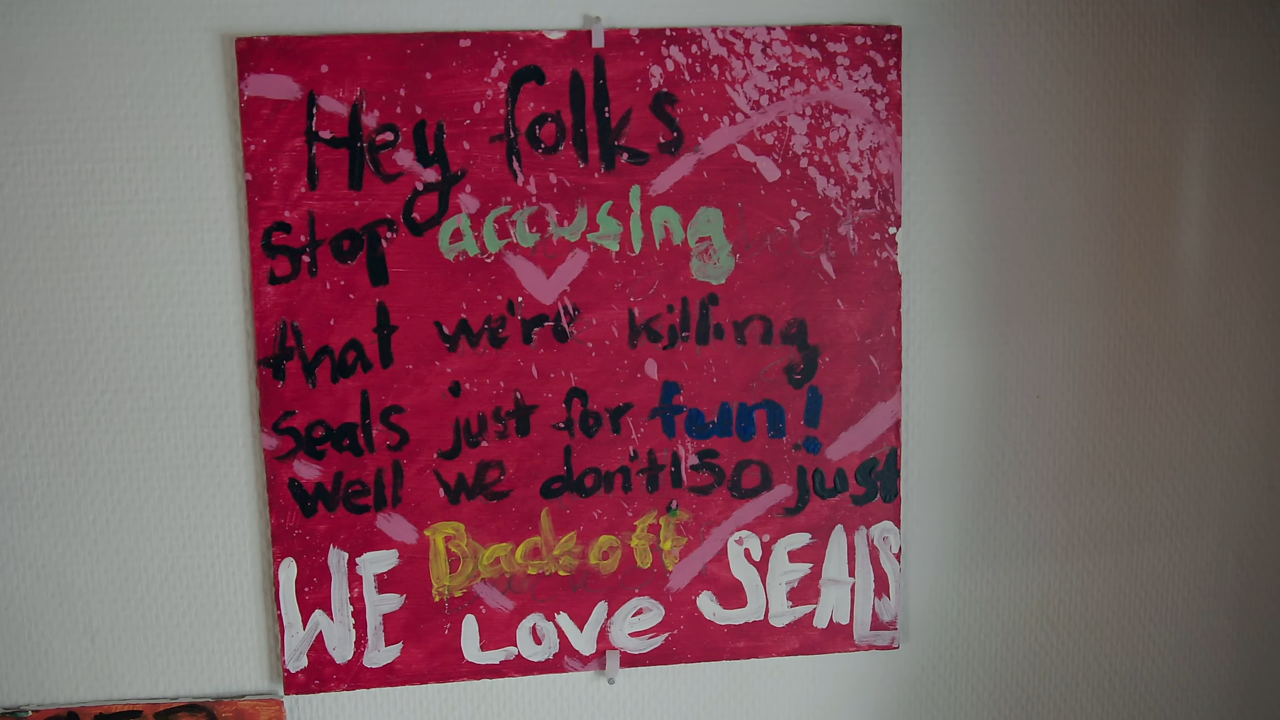 Hey folks
Stop accusing
that we're killing
seals just for fun!
Well we don't! So just
Back off
WE LOVE SEALS